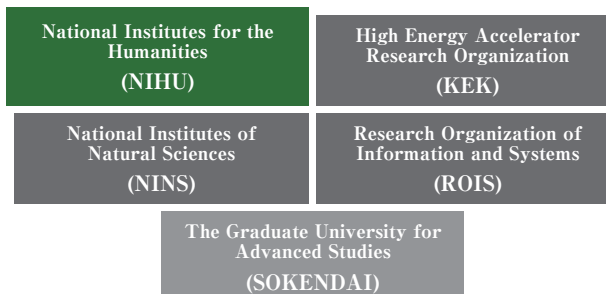 National Institutes for the
Humanities
(NIHU)
High Energy Accelerator
Research Organization
(KEK)
National Institutes of
Natural Sciences
(NINS)
Research Organization of
Information and Systems
(ROIS)
The Graduate University for
Advanced Studies
(SOKENDAI)